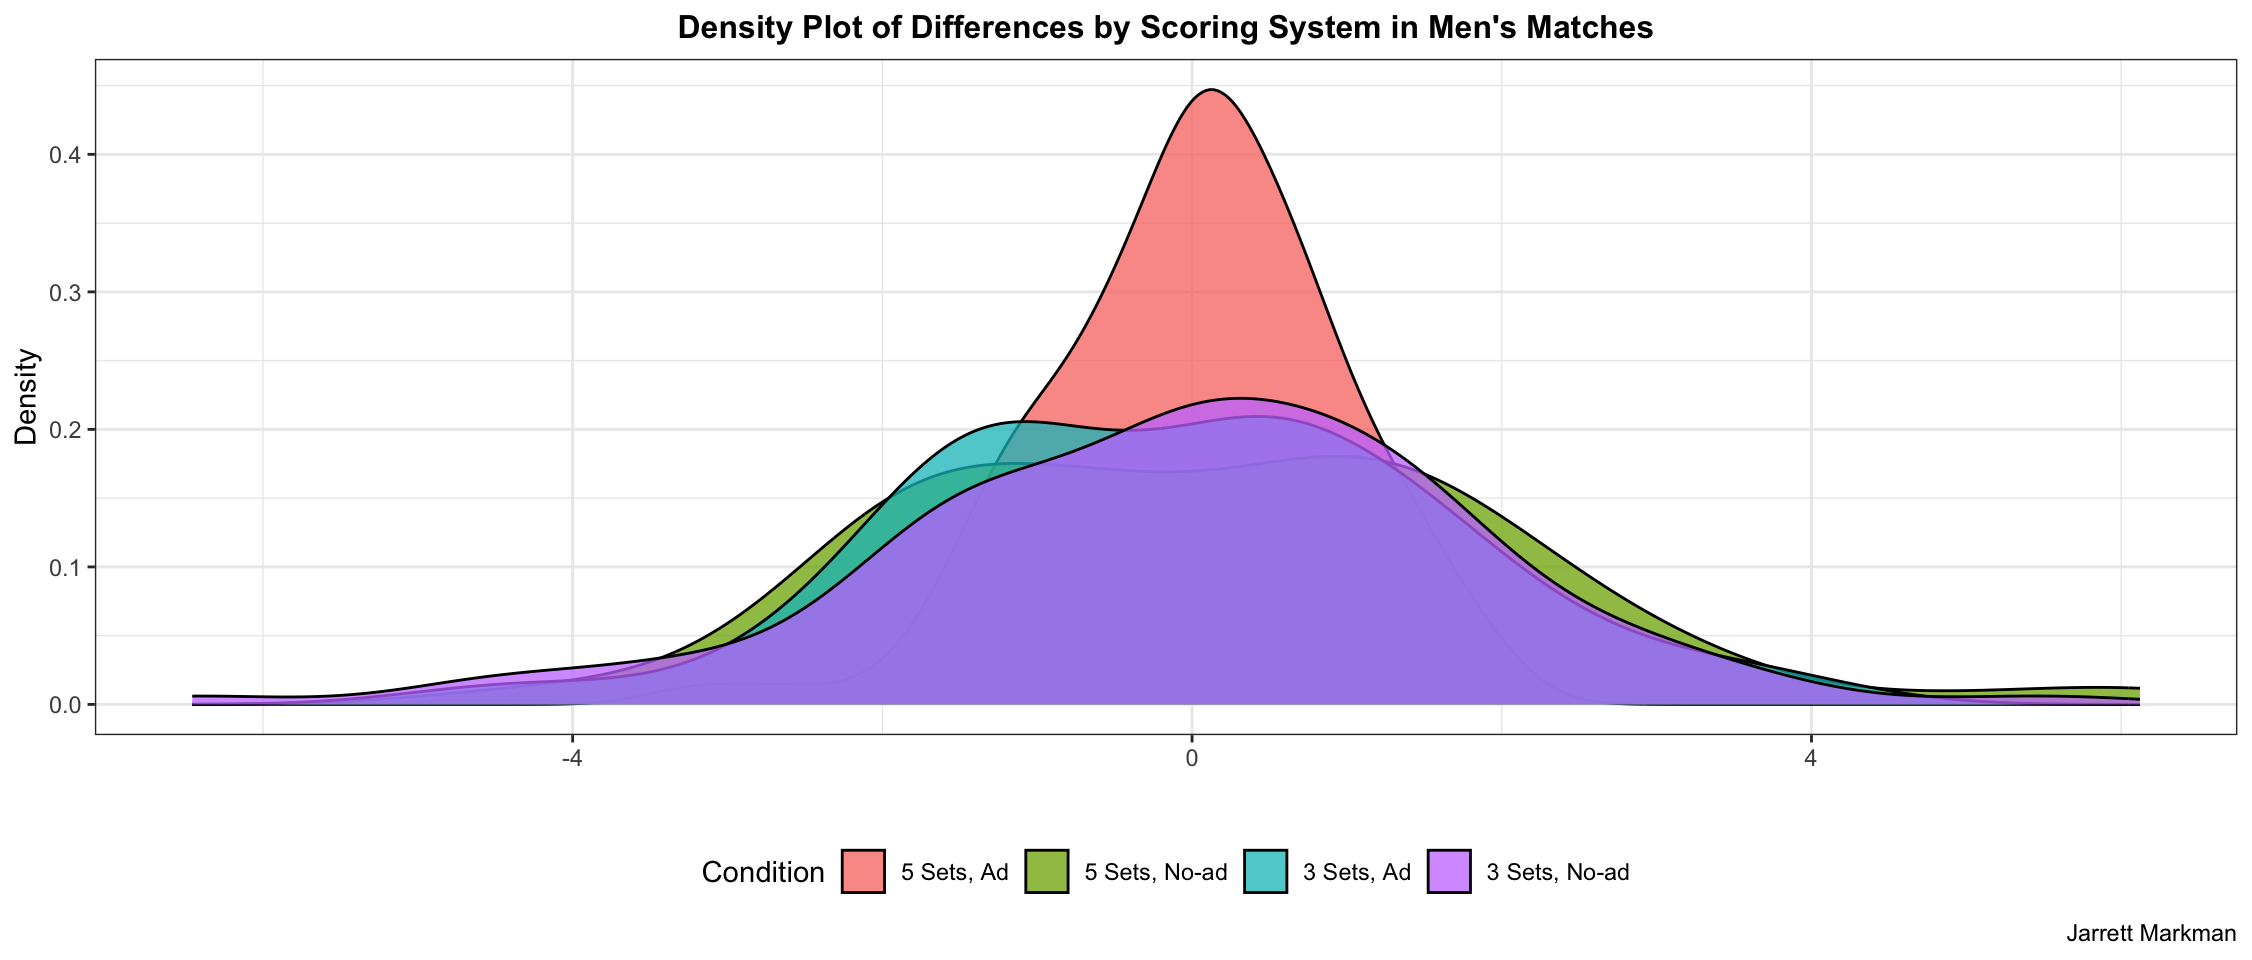 Density Plot of Differences by Scoring System in Men's Matches
Density
0.4
0.3
0.2
0.1
0.0
-4 0 4
Condition 5 Sets, Ad 5 Sets, No-ad 3 Sets, Ad 3 Sets, No-ad
Jarrett Markman